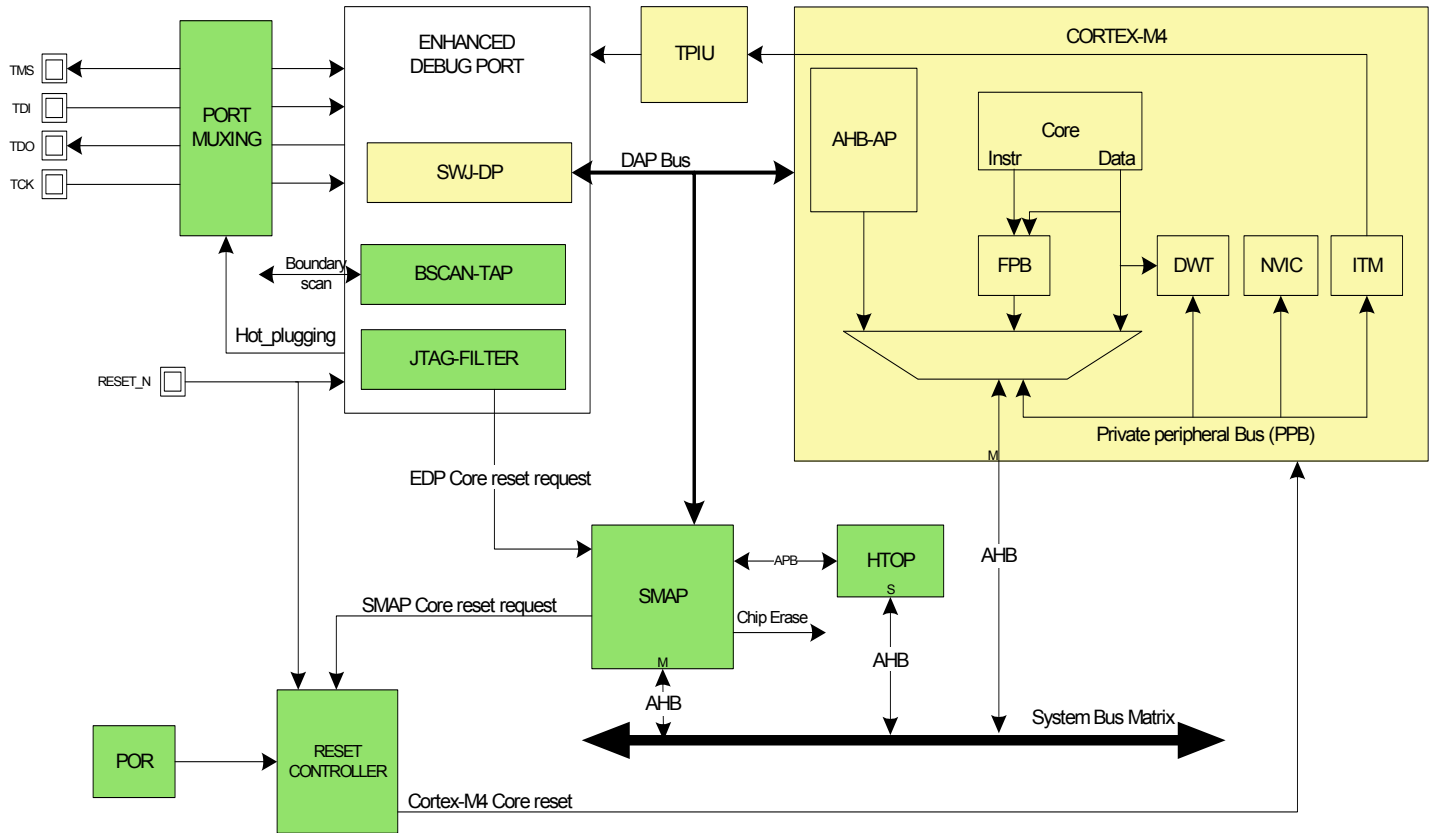 ENHANCED
DEBUG PORT
TPIU
CORTEX-M4
TMS
TDI
TDO
TCK
PORT
MUXING
AHB-AP
Core
Instr
Data
SWJ-DP
DAP Bus
BSCAN-TAP
Boundary
scan
FPB
DWT
NVIC
ITM
Hot_plugging
JTAG-FILTER
RESET_N
Private peripheral Bus (PPB)
M
EDP Core reset request
SMAP
APB
HTOP
S
AHB
SMAP Core reset request
Chip Erase
M
AHB
AHB
System Bus Matrix
POR
RESET
CONTROLLER
Cortex-M4 Core reset